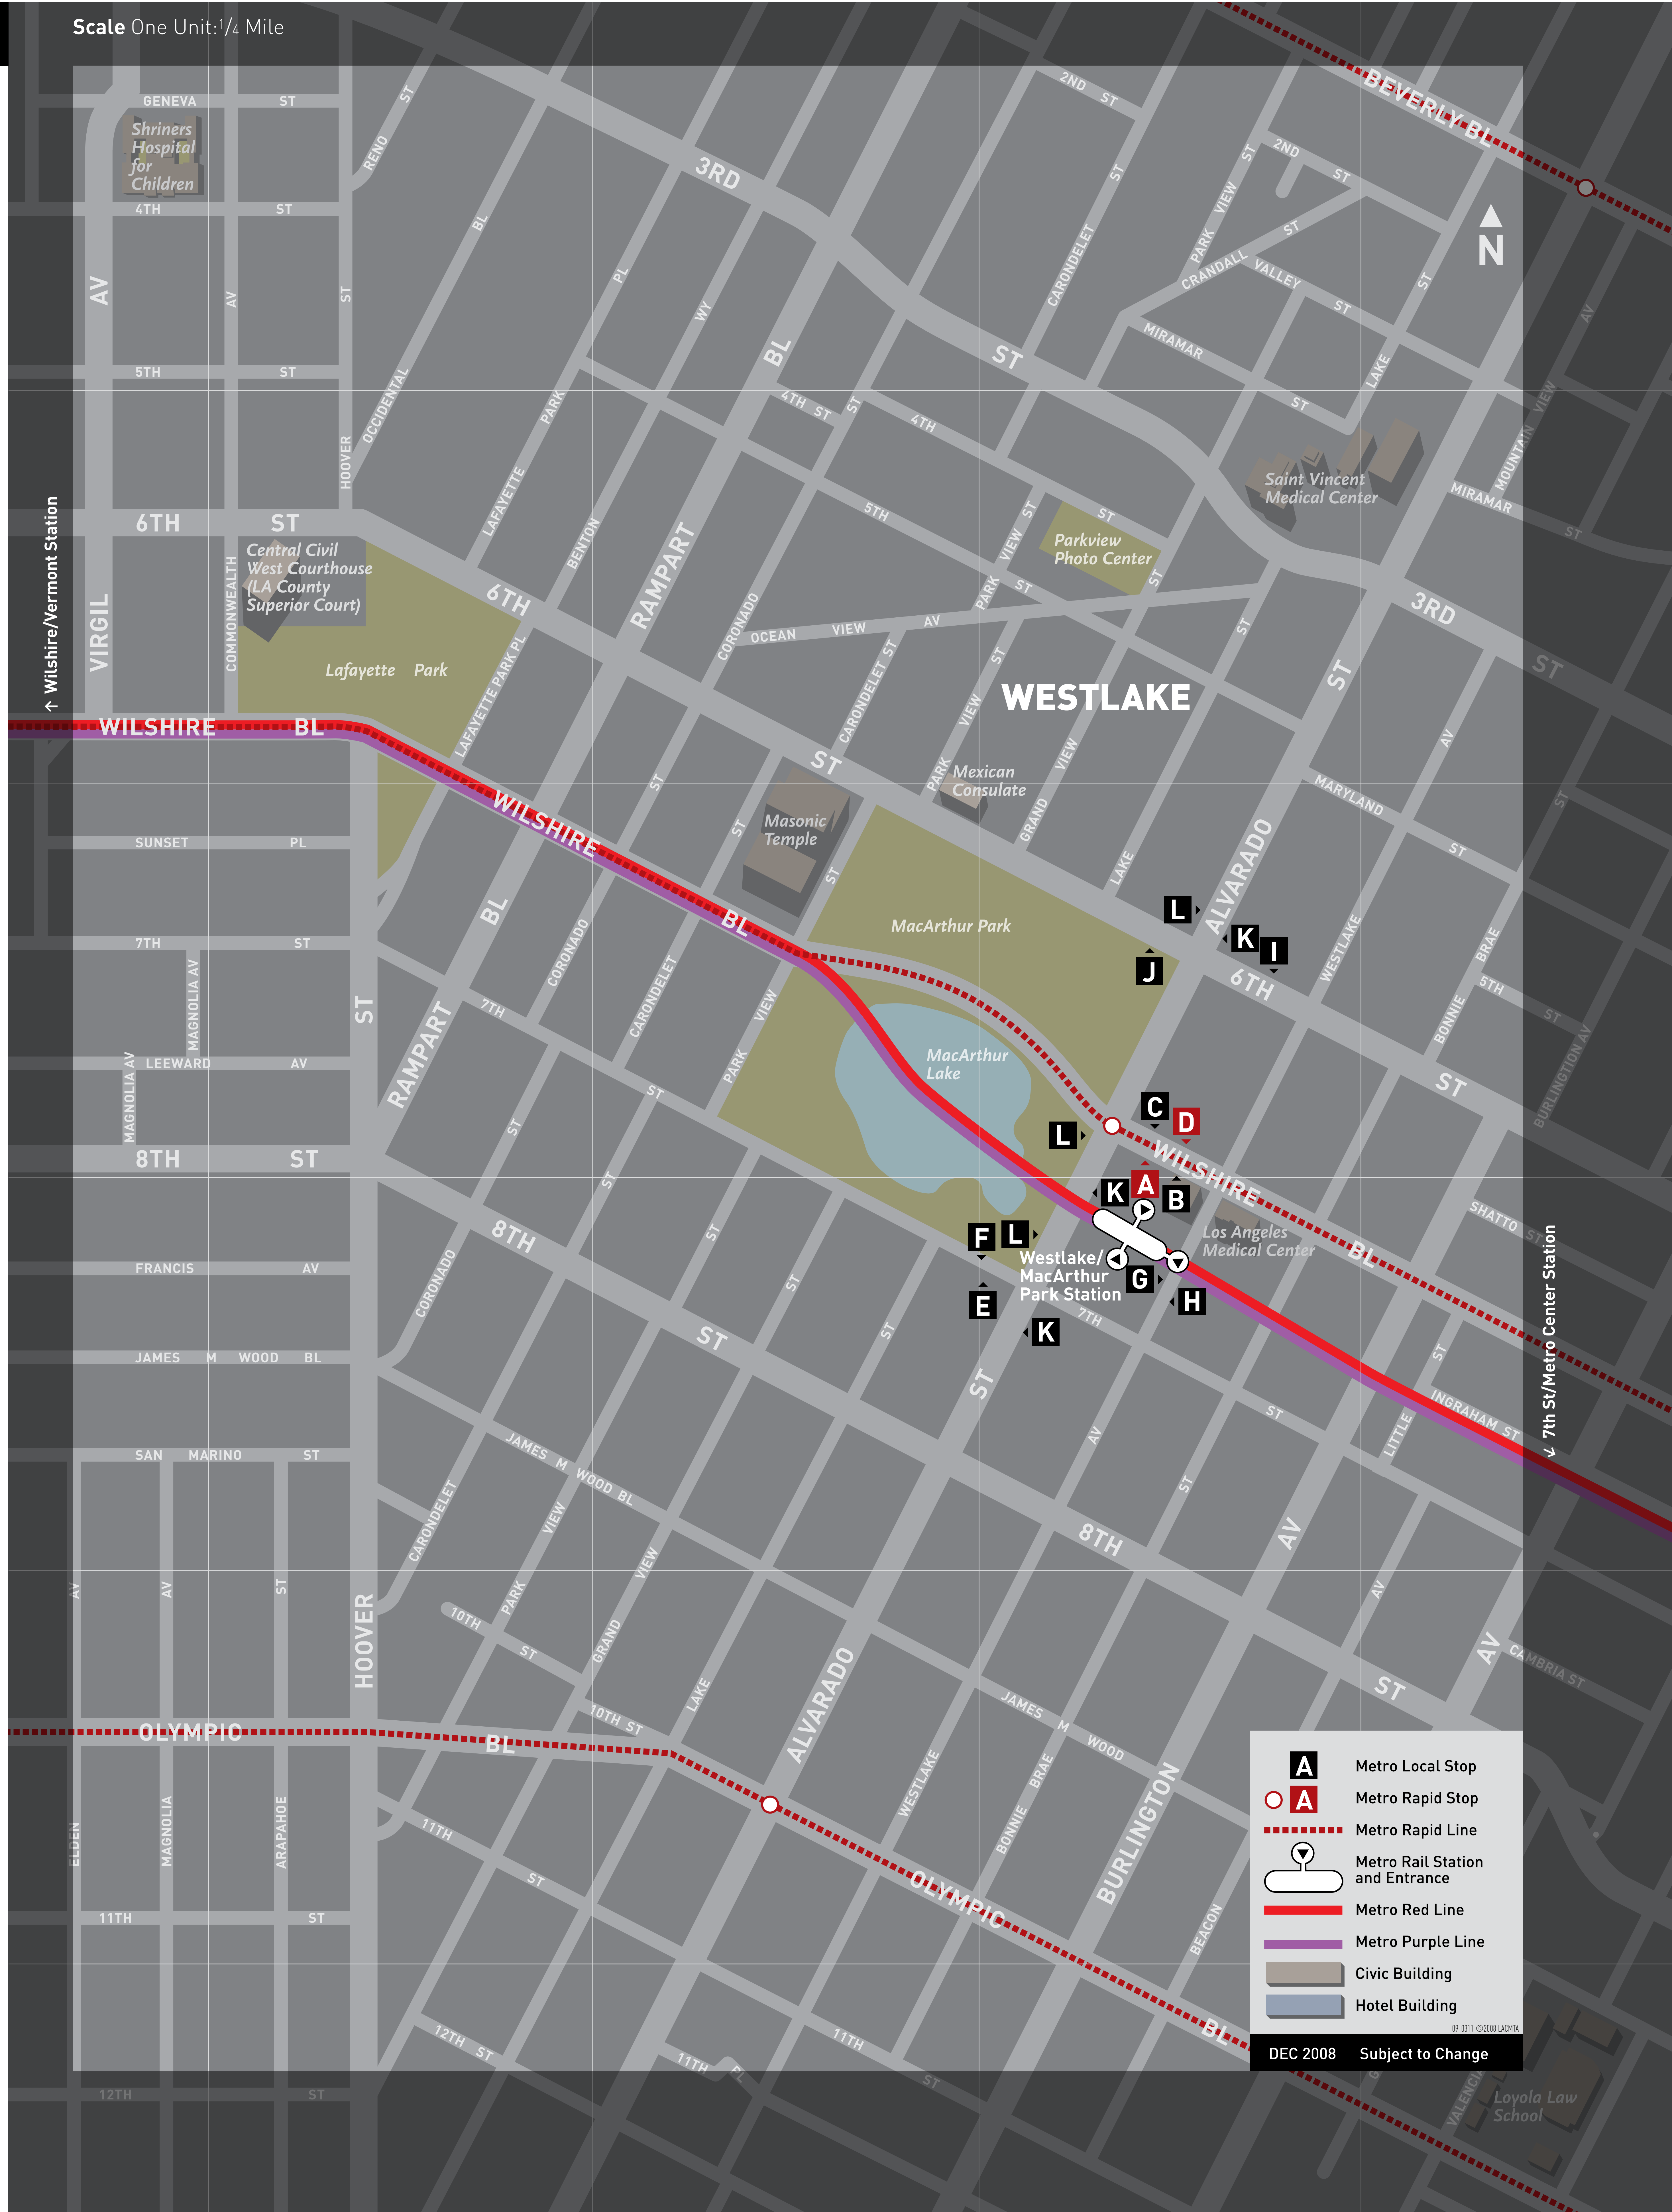 Scale One Unit: 1/4 Mile
BEVERLY BL
2ND ST
GENEVA ST
Shriners
Hospital
for
Children
RENO ST
3RD ST
2ND ST
4TH ST
N
PARK VIEW ST
CRANDALL ST
VALLEY ST
CARONDELET ST
MIRAMAR ST
LAKE ST
5TH ST
OCCIDENTAL BL
LAFAYETTE PARK PL
BENTON WY
RAMPART BL
HOOVER ST
4TH ST
4TH ST
5TH ST
MOUNTAIN VIEW AV
MIRAMAR ST
Saint Vincent
Medical Center
Parkview
Photo Center
6TH ST
VIRGIL AV
COMMONWEALTH AV
Central Civil
West Courthouse
(LA County
Superior Court)
↑ Wilshire/Vermont Station
Lafayette Park
LAFAYETTE PARK PL
6TH ST
CORONADO ST
OCEAN VIEW AV
PARK VIEW ST
CARONDELET ST
PARK VIEW ST
GRAND VIEW ST
3RD ST
WESTLAKE
WILSHIRE BL
WILSHIRE BL
Mexican
Consulate
Masonic
Temple
MARYLAND ST
SUNSET PL
LAKE
ALVARADO ST
WESTLAKE AV
BONNIE BRAE ST
5TH ST
BURLINGTON AV
MacArthur Park
L
K
I
J
6TH ST
7TH ST
MAGNOLIA AV
LEEWARD AV
MAGNOLIA AV
RAMPART BL
CORONADO ST
CARONDELET ST
PARK VIEW ST
7TH ST
MacArthur
Lake
C
D
L
WILSHIRE BL
K
A
B
8TH ST
Los Angeles
Medical Center
SHATTO ST
F
L
Westlake/
MacArthur
Park Station
G
H
E
K
7TH ST
8TH ST
FRANCIS AV
CORONADO ST
JAMES M WOOD BL
↓ 7th St/Metro Center Station
INGRAHAM ST
LITTLE ST
SAN MARINO ST
JAMES M WOOD BL
CARONDELET ST
PARK VIEW ST
GRAND VIEW ST
8TH ST
HOOVER ST
10TH ST
10TH ST
LAKE ST
ALVARADO ST
JAMES M WOOD
CAMBRIA ST
OLYMPIC BL
ELDEN AV
MAGNOLIA AV
ARAPAHOE ST
WESTLAKE AV
BONNIE BRAE ST
BURLINGTON AV
BEACON AV
AV
11TH ST
OLYMPIC BL
11TH ST
12TH ST
11TH PL
11TH ST
12TH ST
A Metro Local Stop
A Metro Rapid Stop
Metro Rapid Line
Metro Rail Station
and Entrance
Metro Red Line
Metro Purple Line
Civic Building
Hotel Building
09-0311 ©2008 LACMTA
DEC 2008 Subject to Change
VALENCIA
Loyola Law
School